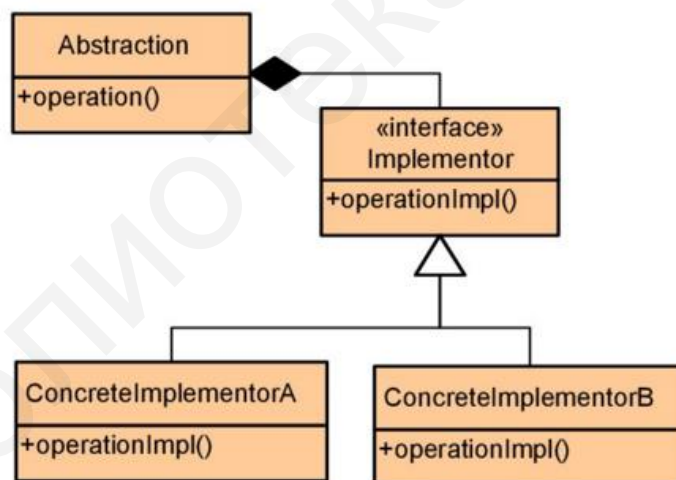 Abstraction
+operation()
«interface»
Implementor
+operationImpl()
ConcreteImplementorA
+operationImpl()
ConcreteImplementorB
+operationImpl()